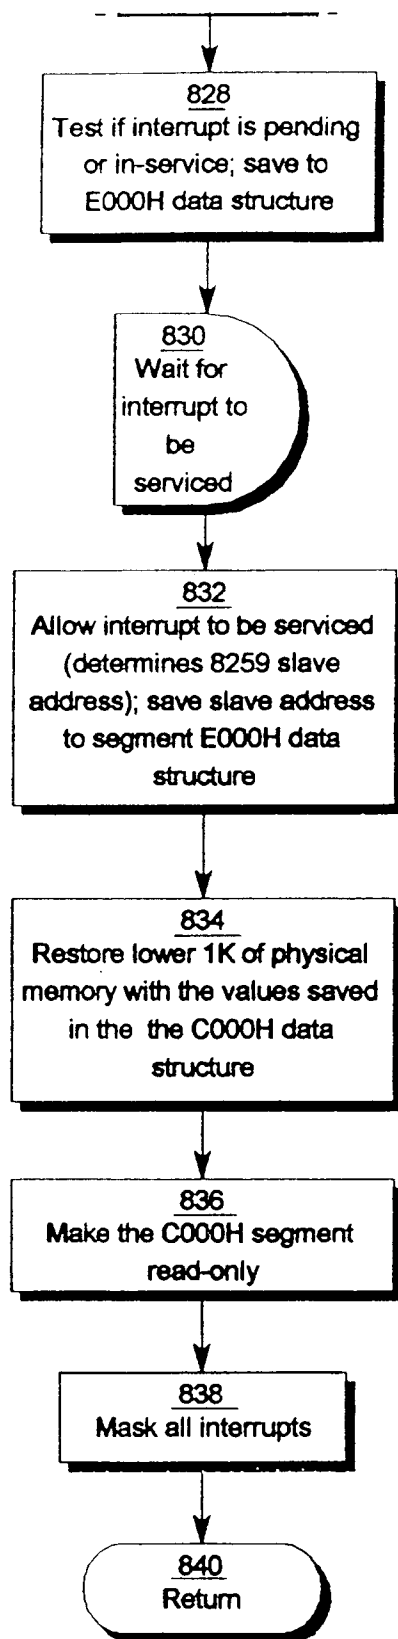 828
Test if interrupt is pending
or in-service; save to
E000H data structure
830
Wait for
interrupt to
be
serviced
832
Allow interrupt to be serviced
(determines 8259 slave
address); save slave address
to segment E000H data
structure
834
Restore lower 1K of physical
memory with the values saved
in the the C000H data
structure
836
Make the C000H segment
read-only
838
Mask all interrupts
840
Return